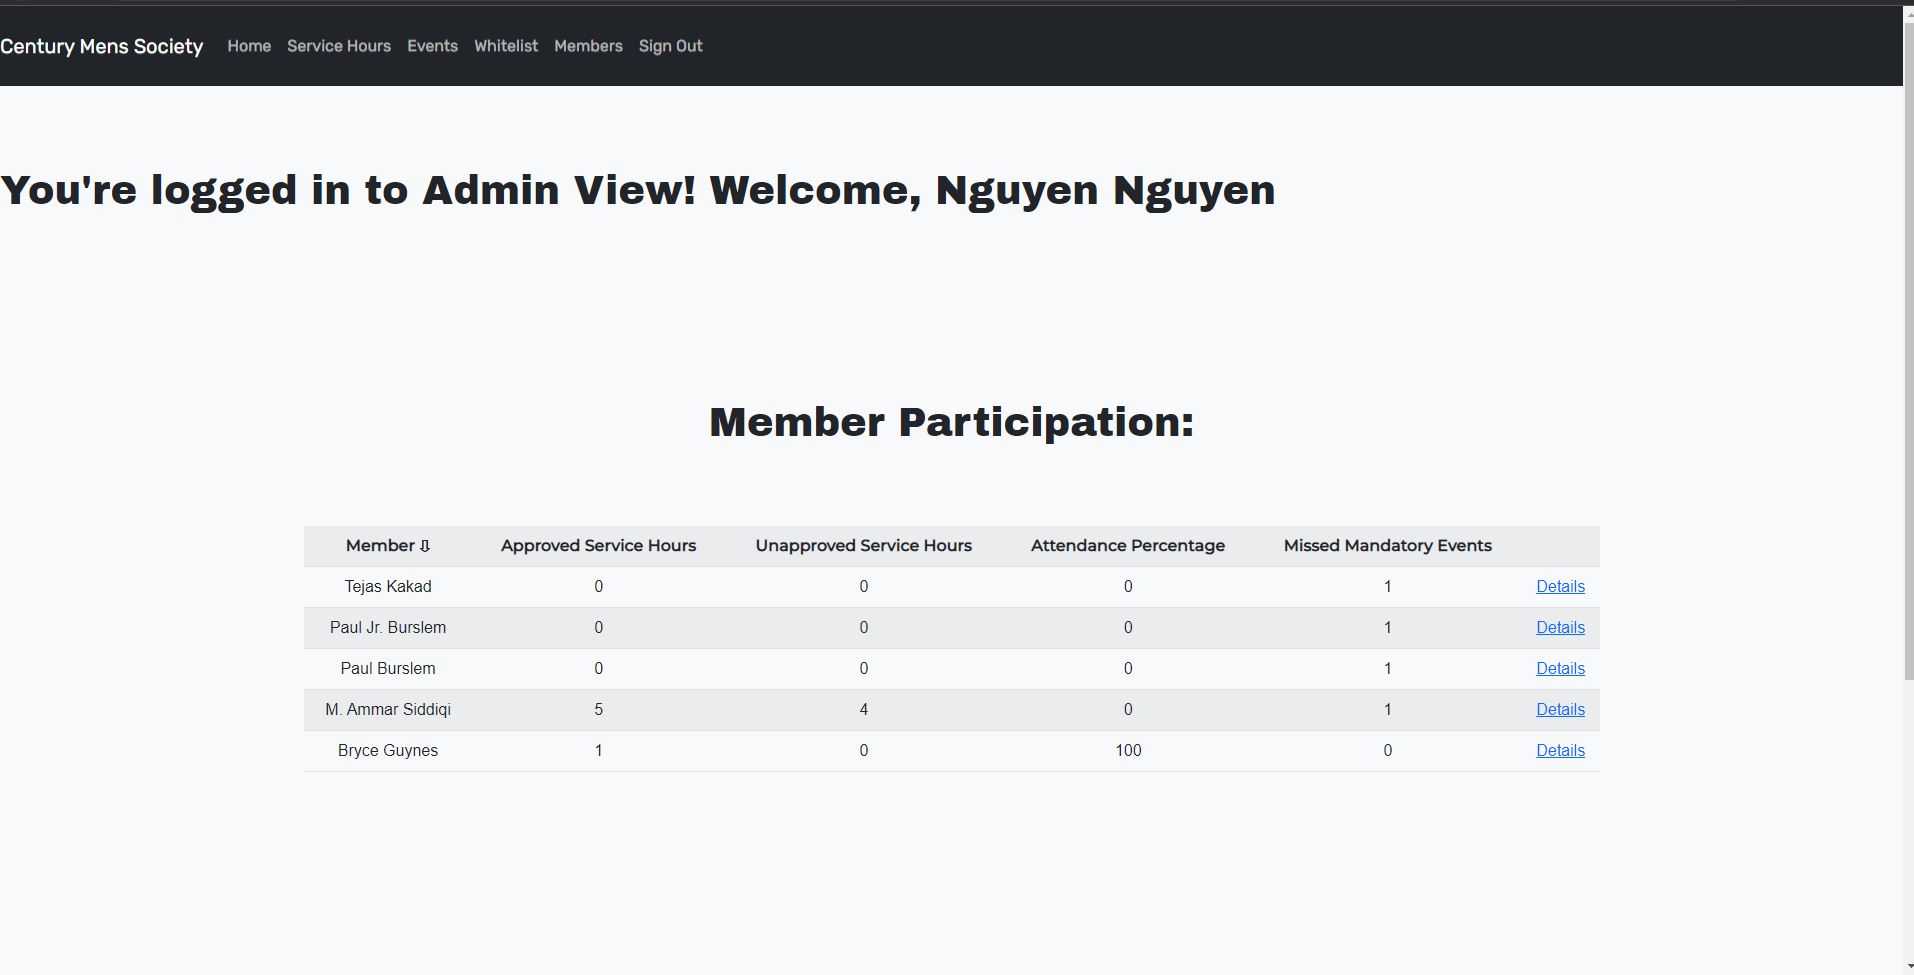 Century Mens Society Home Service Hours Events Whitelist Members Sign Out
You're logged in to Admin View! Welcome, Nguyen Nguyen
Member Participation:
Member ⇩ Approved Service Hours Unapproved Service Hours Attendance Percentage Missed Mandatory Events
Tejas Kakad 0 0 0 1 Details
Paul Jr. Burslem 0 0 0 1 Details
Paul Burslem 0 0 0 1 Details
M. Ammar Siddiqi 5 4 0 1 Details
Bryce Guynes 1 0 100 0 Details